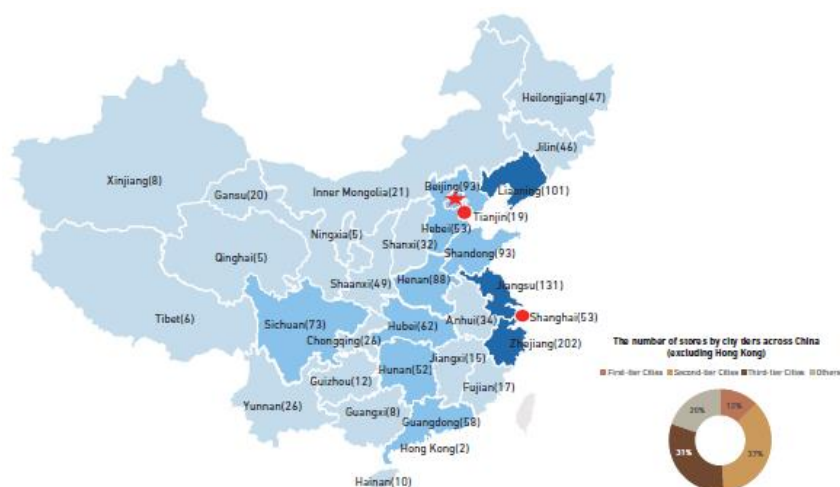 Heilongjiang(47)
Jilin(46)
Xinjiang(8)
Gansu(20)
Inner Mongolia(21)
Beijing(93)
Liaoning(101)
Tianjin(19)
Ningxia(5)
Hebei(53)
Shanxi(32)
Qinghai(5)
Shandong(93)
Shaanxi(49)
Henan(88)
Jiangsu(131)
Tibet(6)
Sichuan(73)
Hubei(62)
Anhui(34)
Shanghai(53)
Chongqing(26)
Zhejiang(202)
Hunan(52)
Jiangxi(15)
Guizhou(12)
Fujian(17)
Yunnan(26)
Guangxi(8)
Guangdong(58)
Hong Kong(2)
Hainan(10)
The number of stores by city tiers across China
(excluding Hong Kong)
First-tier Cities Second-tier Cities Third-tier Cities Others
20%
31%
37%